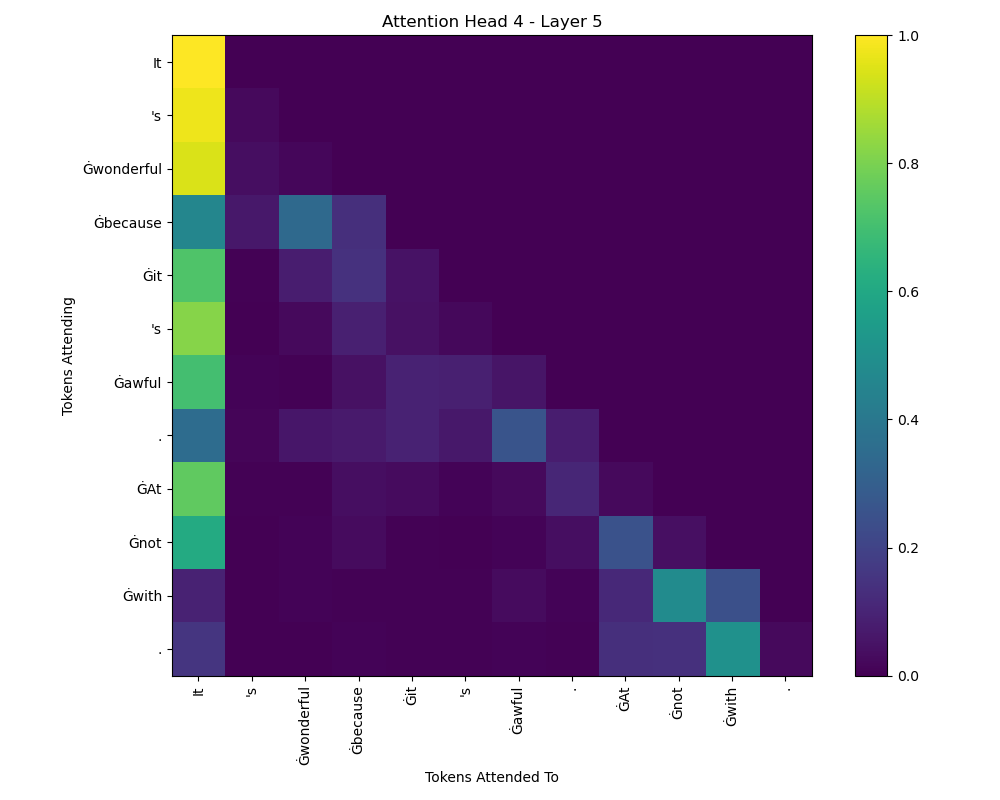 Attention Head 4 - Layer 5
It
's
Ġwonderful
Ġbecause
Ġit
's
Ġawful
.
ĠAt
Ġnot
Ġwith
.
Tokens Attending
It
's
Ġwonderful
Ġbecause
Ġit
's
Ġawful
.
ĠAt
Ġnot
Ġwith
.
Tokens Attended To
1.0
0.8
0.6
0.4
0.2
0.0